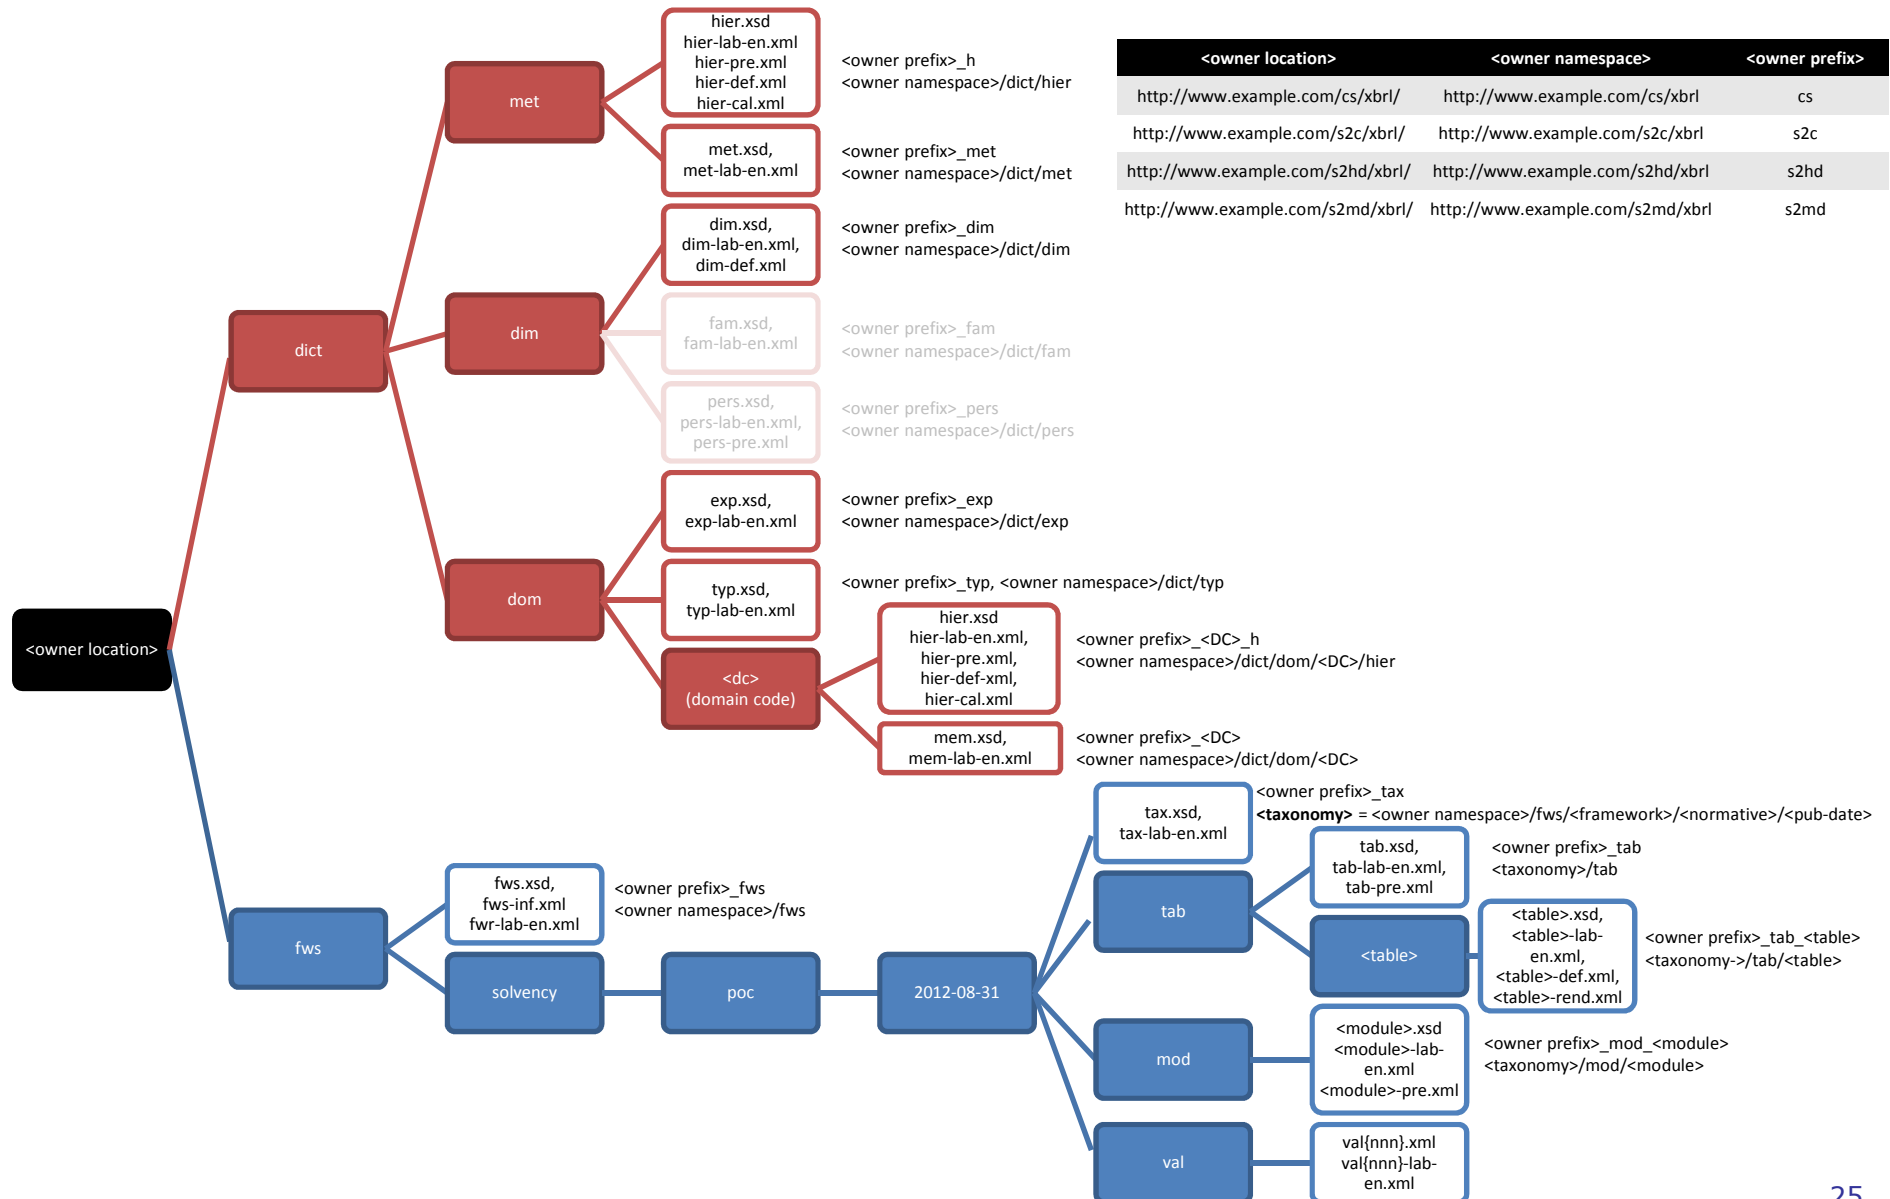 hier.xsd
hier-lab-en.xml
hier-pre.xml
hier-def.xml
hier-cal.xml
<owner prefix>_h
<owner namespace>/dict/hier
met
met.xsd,
met-lab-en.xml
<owner prefix>_met
<owner namespace>/dict/met
<owner location> <owner namespace> <owner prefix>
http://www.example.com/cs/xbrl/ http://www.example.com/cs/xbrl cs
http://www.example.com/s2c/xbrl/ http://www.example.com/s2c/xbrl s2c
http://www.example.com/s2hd/xbrl/ http://www.example.com/s2hd/xbrl s2hd
http://www.example.com/s2md/xbrl/ http://www.example.com/s2md/xbrl s2md
dim.xsd,
dim-lab-en.xml,
dim-def.xml
<owner prefix>_dim
<owner namespace>/dict/dim
dict
dim
fam.xsd,
fam-lab-en.xml
<owner prefix>_fam
<owner namespace>/dict/fam
pers.xsd,
pers-lab-en.xml,
pers-pre.xml
<owner prefix>_pers
<owner namespace>/dict/pers
exp.xsd,
exp-lab-en.xml
<owner prefix>_exp
<owner namespace>/dict/exp
dom
typ.xsd,
typ-lab-en.xml
<owner prefix>_typ, <owner namespace>/dict/typ
<owner location>
<dc>
(domain code)
hier.xsd
hier-lab-en.xml,
hier-pre.xml,
hier-def-xml,
hier-cal.xml
<owner prefix>_<DC>_h
<owner namespace>/dict/dom/<DC>/hier
mem.xsd,
mem-lab-en.xml
<owner prefix>_<DC>
<owner namespace>/dict/dom/<DC>
tax.xsd,
tax-lab-en.xml
<owner prefix>_tax
<taxonomy> = <owner namespace>/fws/<framework>/<normative>/<pub-date>
fws
fws.xsd,
fws-inf.xml
fwr-lab-en.xml
<owner prefix>_fws
<owner namespace>/fws
solvency
poc
2012-08-31
tab
tab.xsd,
tab-lab-en.xml,
tab-pre.xml
<owner prefix>_tab
<taxonomy>/tab
<table>
<table>.xsd,
<table>-lab-
en.xml,
<table>-def.xml,
<table>-rend.xml
<owner prefix>_tab_<table>
<taxonomy->/tab/<table>
mod
<module>.xsd
<module>-lab-
en.xml
<module>-pre.xml
<owner prefix>_mod_<module>
<taxonomy>/mod/<module>
val
val{nnn}.xml
val{nnn}-lab-
en.xml
25